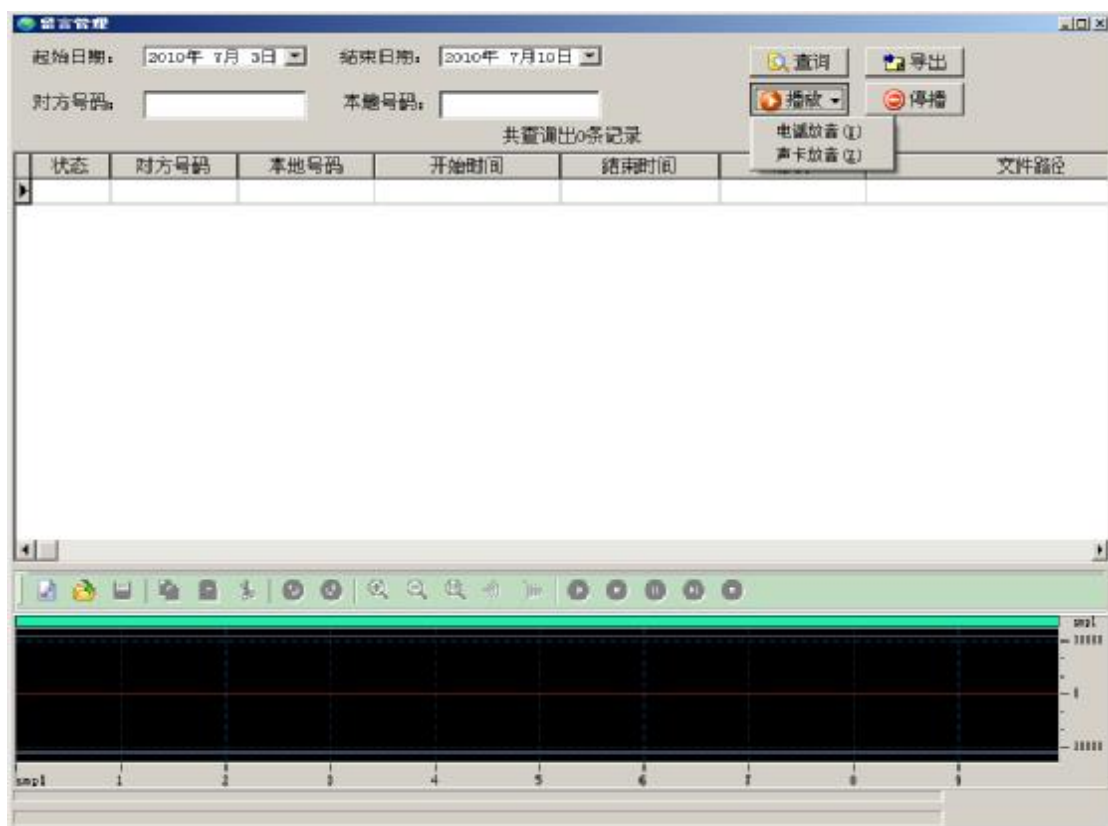 留言管理
起始日期: 2010年 7月 3日 结束日期: 2010年 7月10日 查询 导出
对方号码: 本地号码: 播放 停播
共查询出0条记录
电话放音
声卡放音
状态 对方号码 本地号码 开始时间 结束时间 文件路径
smpl
30000
0
30000
smpl 1 2 3 4 5 6 7 8 9